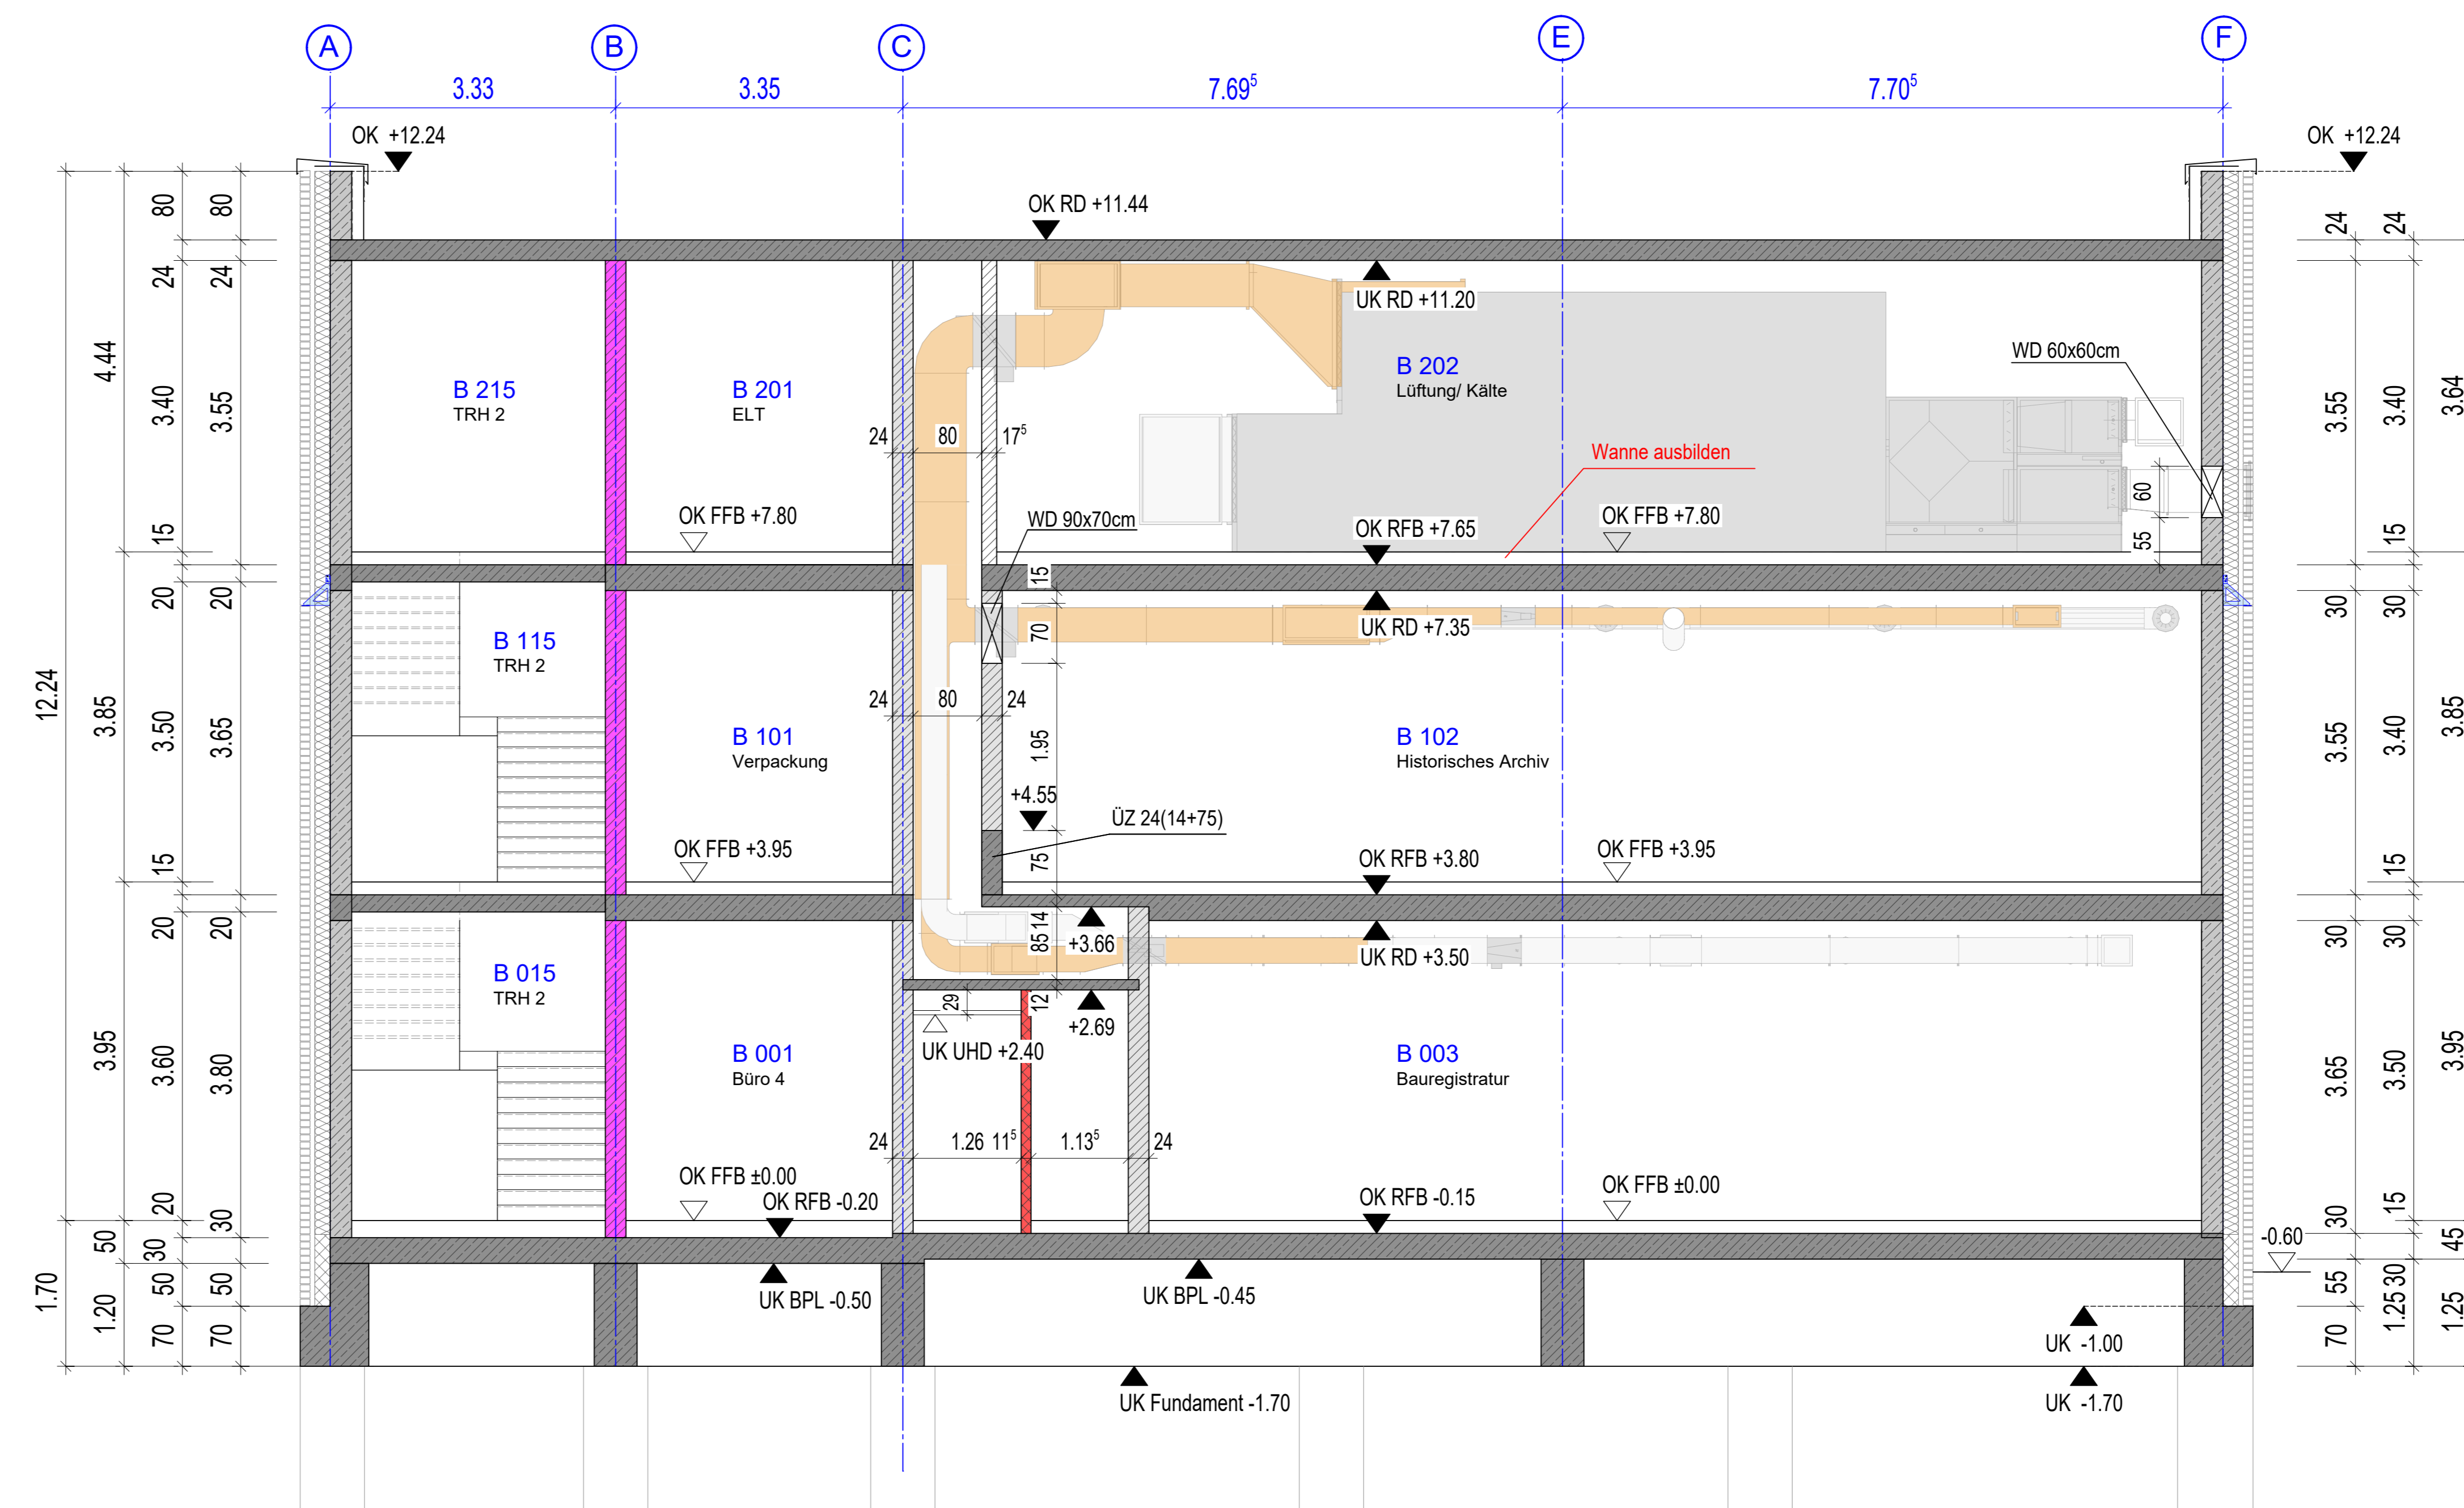 A B C E F
3.33 3.35 7.69⁵ 7.70⁵
OK +12.24
OK +12.24
OK RD +11.44
UK RD +11.20
B 215
TRH 2
B 201
ELT
B 202
Lüftung/ Kälte
WD 60x60cm
24 80 17⁵
Wanne ausbilden
OK FFB +7.80
WD 90x70cm
OK RFB +7.65
OK FFB +7.80
60
55
15
UK RD +7.35
B 115
TRH 2
70
24 80 24
B 101
Verpackung
1.95
B 102
Historisches Archiv
+4.55
ÜZ 24(14+75)
75
OK FFB +3.95
OK RFB +3.80
OK FFB +3.95
14
85
+3.66
UK RD +3.50
B 015
TRH 2
29
12
+2.69
UK UHD +2.40
B 001
Büro 4
B 003
Bauregistratur
24 1.26 11⁵ 1.13⁵ 24
OK FFB ±0.00
OK RFB -0.20
OK RFB -0.15
OK FFB ±0.00
-0.60
UK BPL -0.50
UK BPL -0.45
UK -1.00
UK Fundament -1.70
UK -1.70
12.24
1.70
4.44
3.85
3.95
50
1.20
80
24
3.40
15
20
3.50
15
20
3.60
20
30
50
70
80
24
3.55
20
3.65
20
3.80
30
50
70
24
3.55
30
3.55
30
3.65
30
55
70
24
3.40
15
30
3.40
15
30
3.50
15
30
1.25
3.64
3.85
3.95
45
1.25